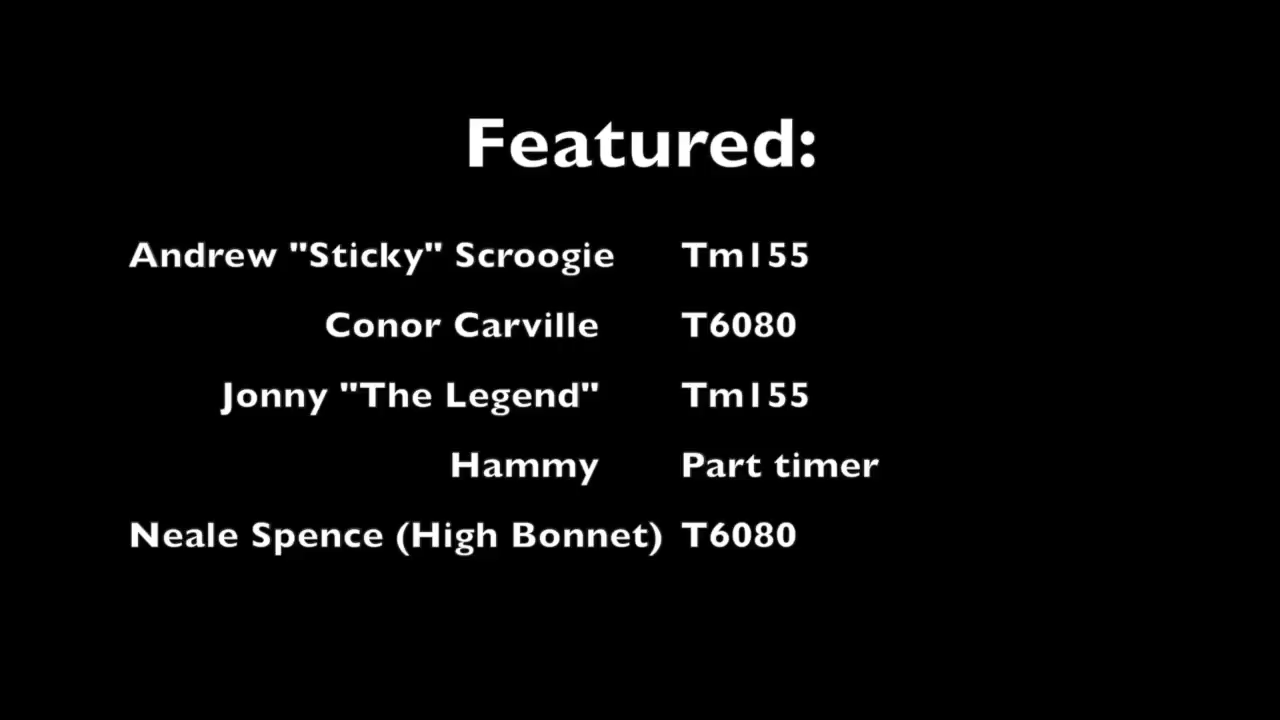 Featured:
Andrew "Sticky" Scroogie Tm155
Conor Carville T6080
Jonny "The Legend" Tm155
Hammy Part timer
Neale Spence (High Bonnet) T6080